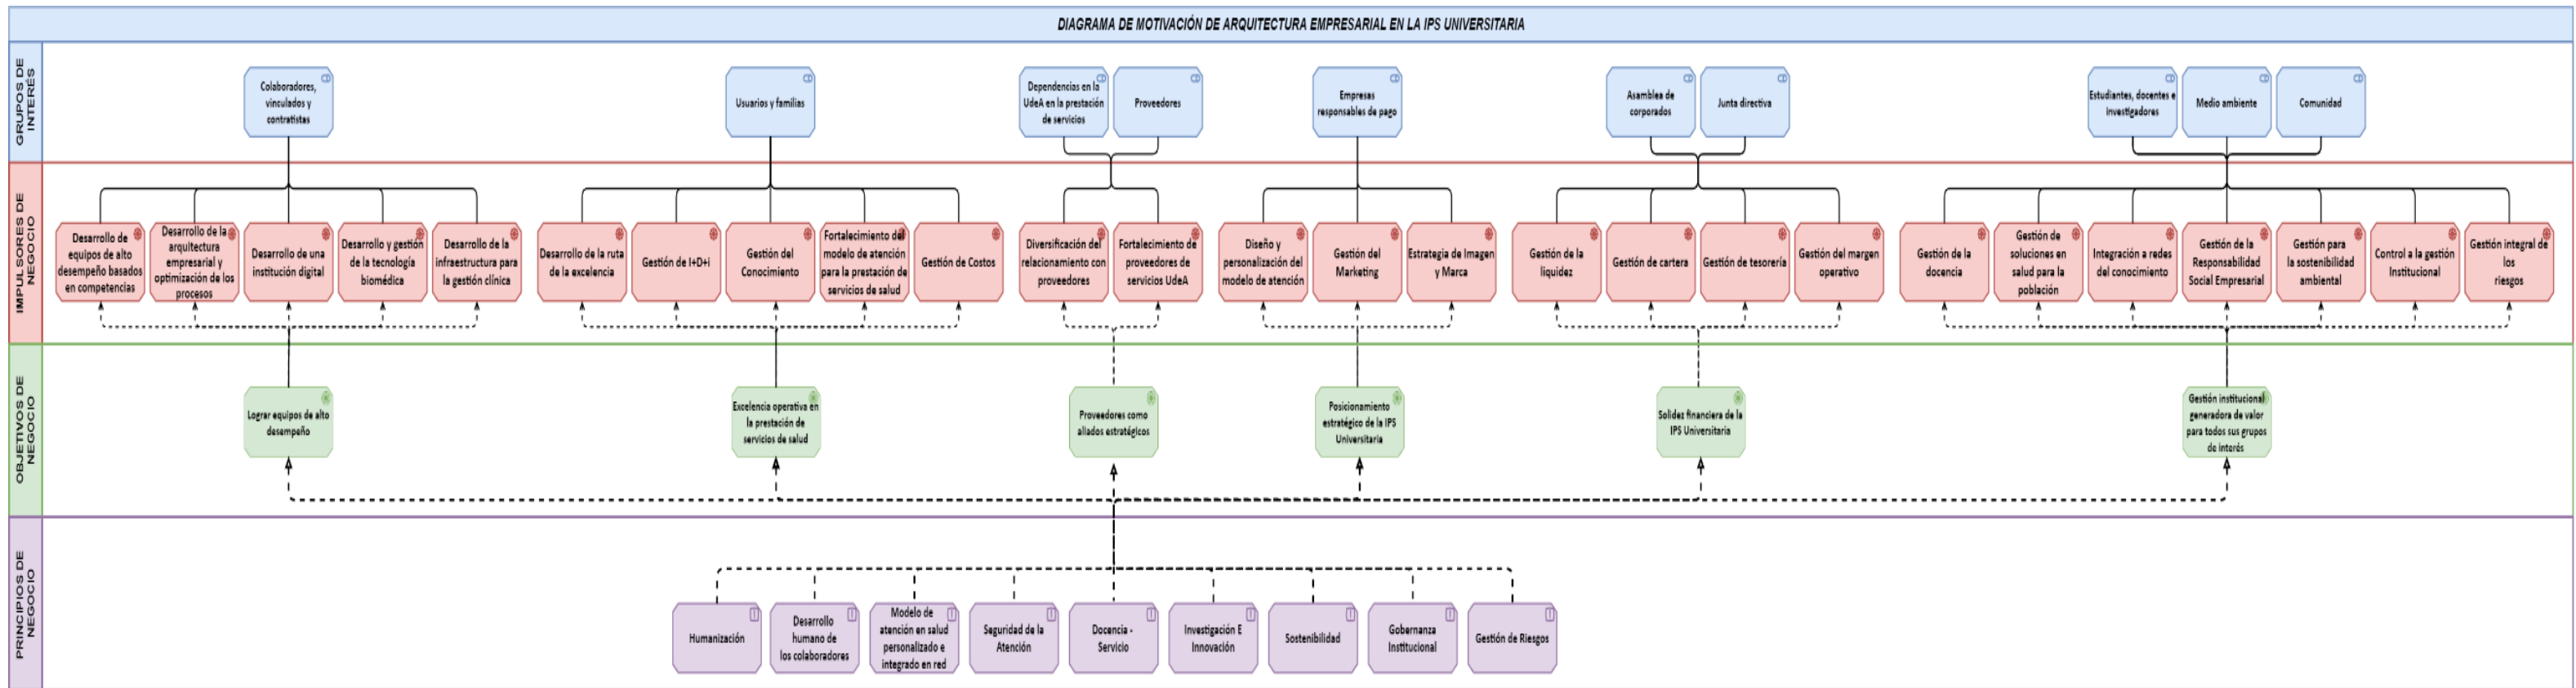 DIAGRAMA DE MOTIVACIÓN DE ARQUITECTURA EMPRESARIAL EN LA IPS UNIVERSITARIA
GRUPOS DE
INTERÉS
Colaboradores,
vinculados y
contratistas
Usuarios y familias
Dependencias en la
UdeA en la prestación
de servicios
Proveedores
Empresas
responsables de pago
Asamblea de
corporados
Junta directiva
Estudiantes, docentes e
investigadores
Medio ambiente
Comunidad
IMPULSORES DE
NEGOCIO
Desarrollo de
equipos de alto
desempeño basados
en competencias
Desarrollo de la
arquitectura
empresarial y
optimización de los
procesos
Desarrollo de una
institución digital
Desarrollo y gestión
de la tecnología
biomédica
Desarrollo de la
infraestructura para
la gestión clínica
Desarrollo de la ruta
de la excelencia
Gestión de I+D+i
Gestión del
Conocimiento
Fortalecimiento del
modelo de atención
para la prestación de
servicios de salud
Gestión de Costos
Diversificación del
relacionamiento con
proveedores
Fortalecimiento de
proveedores de
servicios UdeA
Diseño y
personalización del
modelo de atención
Gestión del
Marketing
Estrategia de Imagen
y Marca
Gestión de la
liquidez
Gestión de cartera
Gestión de tesorería
Gestión del margen
operativo
Gestión de la
docencia
Gestión de
soluciones en
salud para la
población
Integración a redes
del conocimiento
Gestión de la
Responsabilidad
Social Empresarial
Gestión para
la sostenibilidad
ambiental
Control a la gestión
Institucional
Gestión integral de
los
riesgos
OBJETIVOS DE
NEGOCIO
Lograr equipos de alto
desempeño
Excelencia operativa en
la prestación de
servicios de salud
Proveedores como
aliados estratégicos
Posicionamiento
estratégico de la IPS
Universitaria
Solidez financiera de la
IPS Universitaria
Gestión institucional
generadora de valor
para todos sus grupos
de interés
PRINCIPIOS DE
NEGOCIO
Humanización
Desarrollo
humano de
los colaboradores
Modelo de
atención en salud
personalizado e
integrado en red
Seguridad de la
Atención
Docencia -
Servicio
Investigación E
Innovación
Sostenibilidad
Gobernanza
Institucional
Gestión de Riesgos